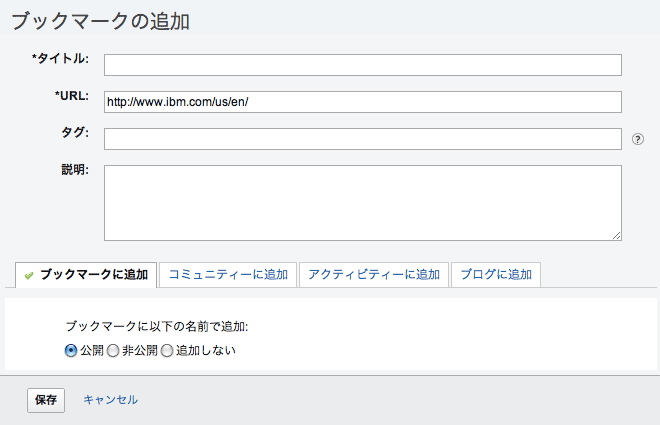 ブックマークの追加
*タイトル:
*URL: http://www.ibm.com/us/en/
タグ: ?
説明:
ブックマークに追加 コミュニティーに追加 アクティビティーに追加 ブログに追加
ブックマークに以下の名前で追加:
公開 非公開 追加しない
保存 キャンセル